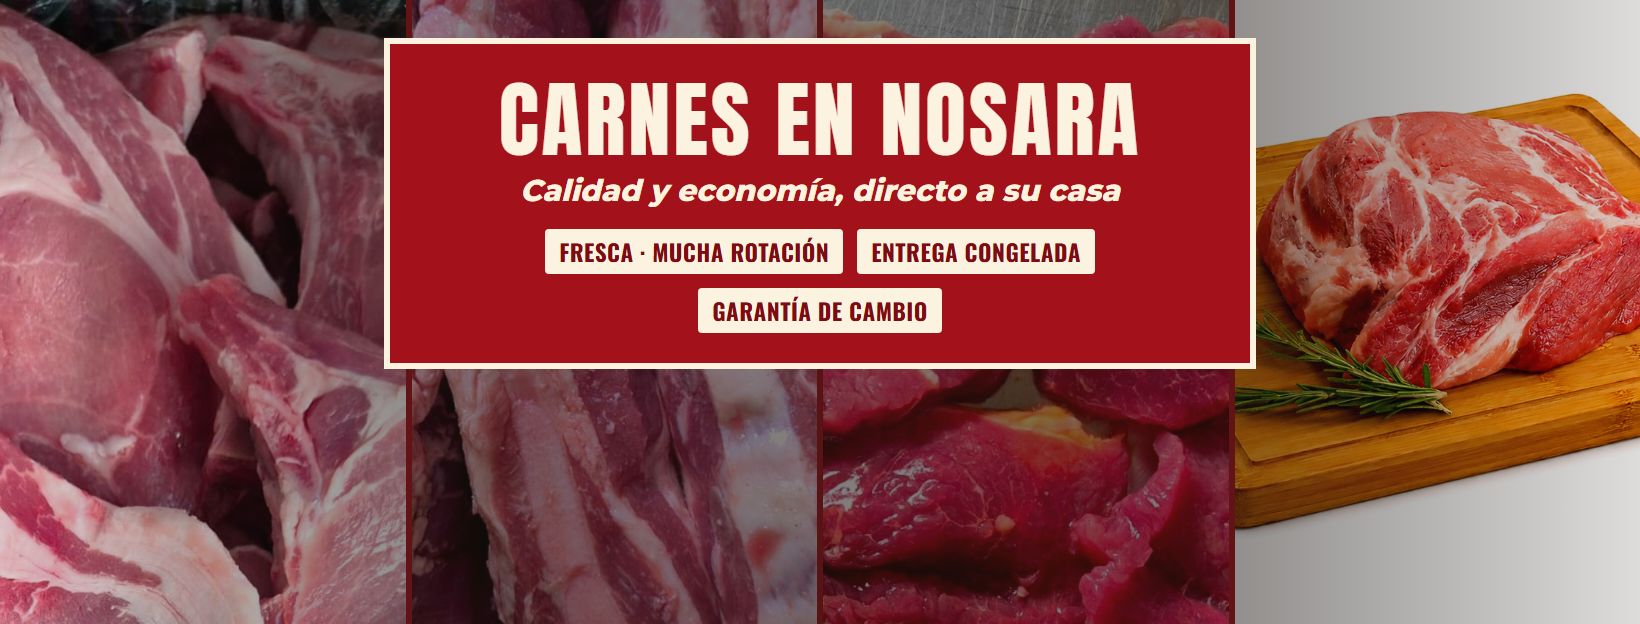 CARNES EN NOSARA
Calidad y economía, directo a su casa
FRESCA · MUCHA ROTACIÓN
ENTREGA CONGELADA
GARANTÍA DE CAMBIO